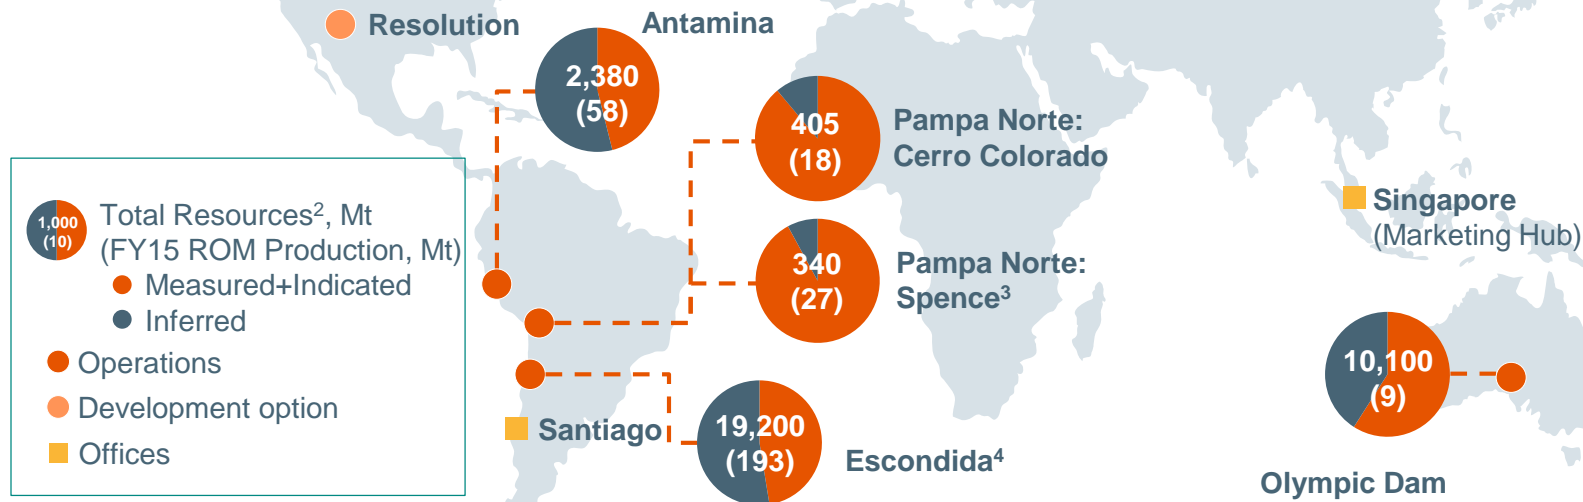 Resolution
Antamina
2,380
(58)
405
(18)
Pampa Norte:
Cerro Colorado
1,000
(10)
Total Resources², Mt
(FY15 ROM Production, Mt)
Measured+Indicated
Inferred
Operations
Development option
Offices
340
(27)
Pampa Norte:
Spence³
Singapore
(Marketing Hub)
10,100
(9)
Santiago
19,200
(193)
Escondida⁴
Olympic Dam